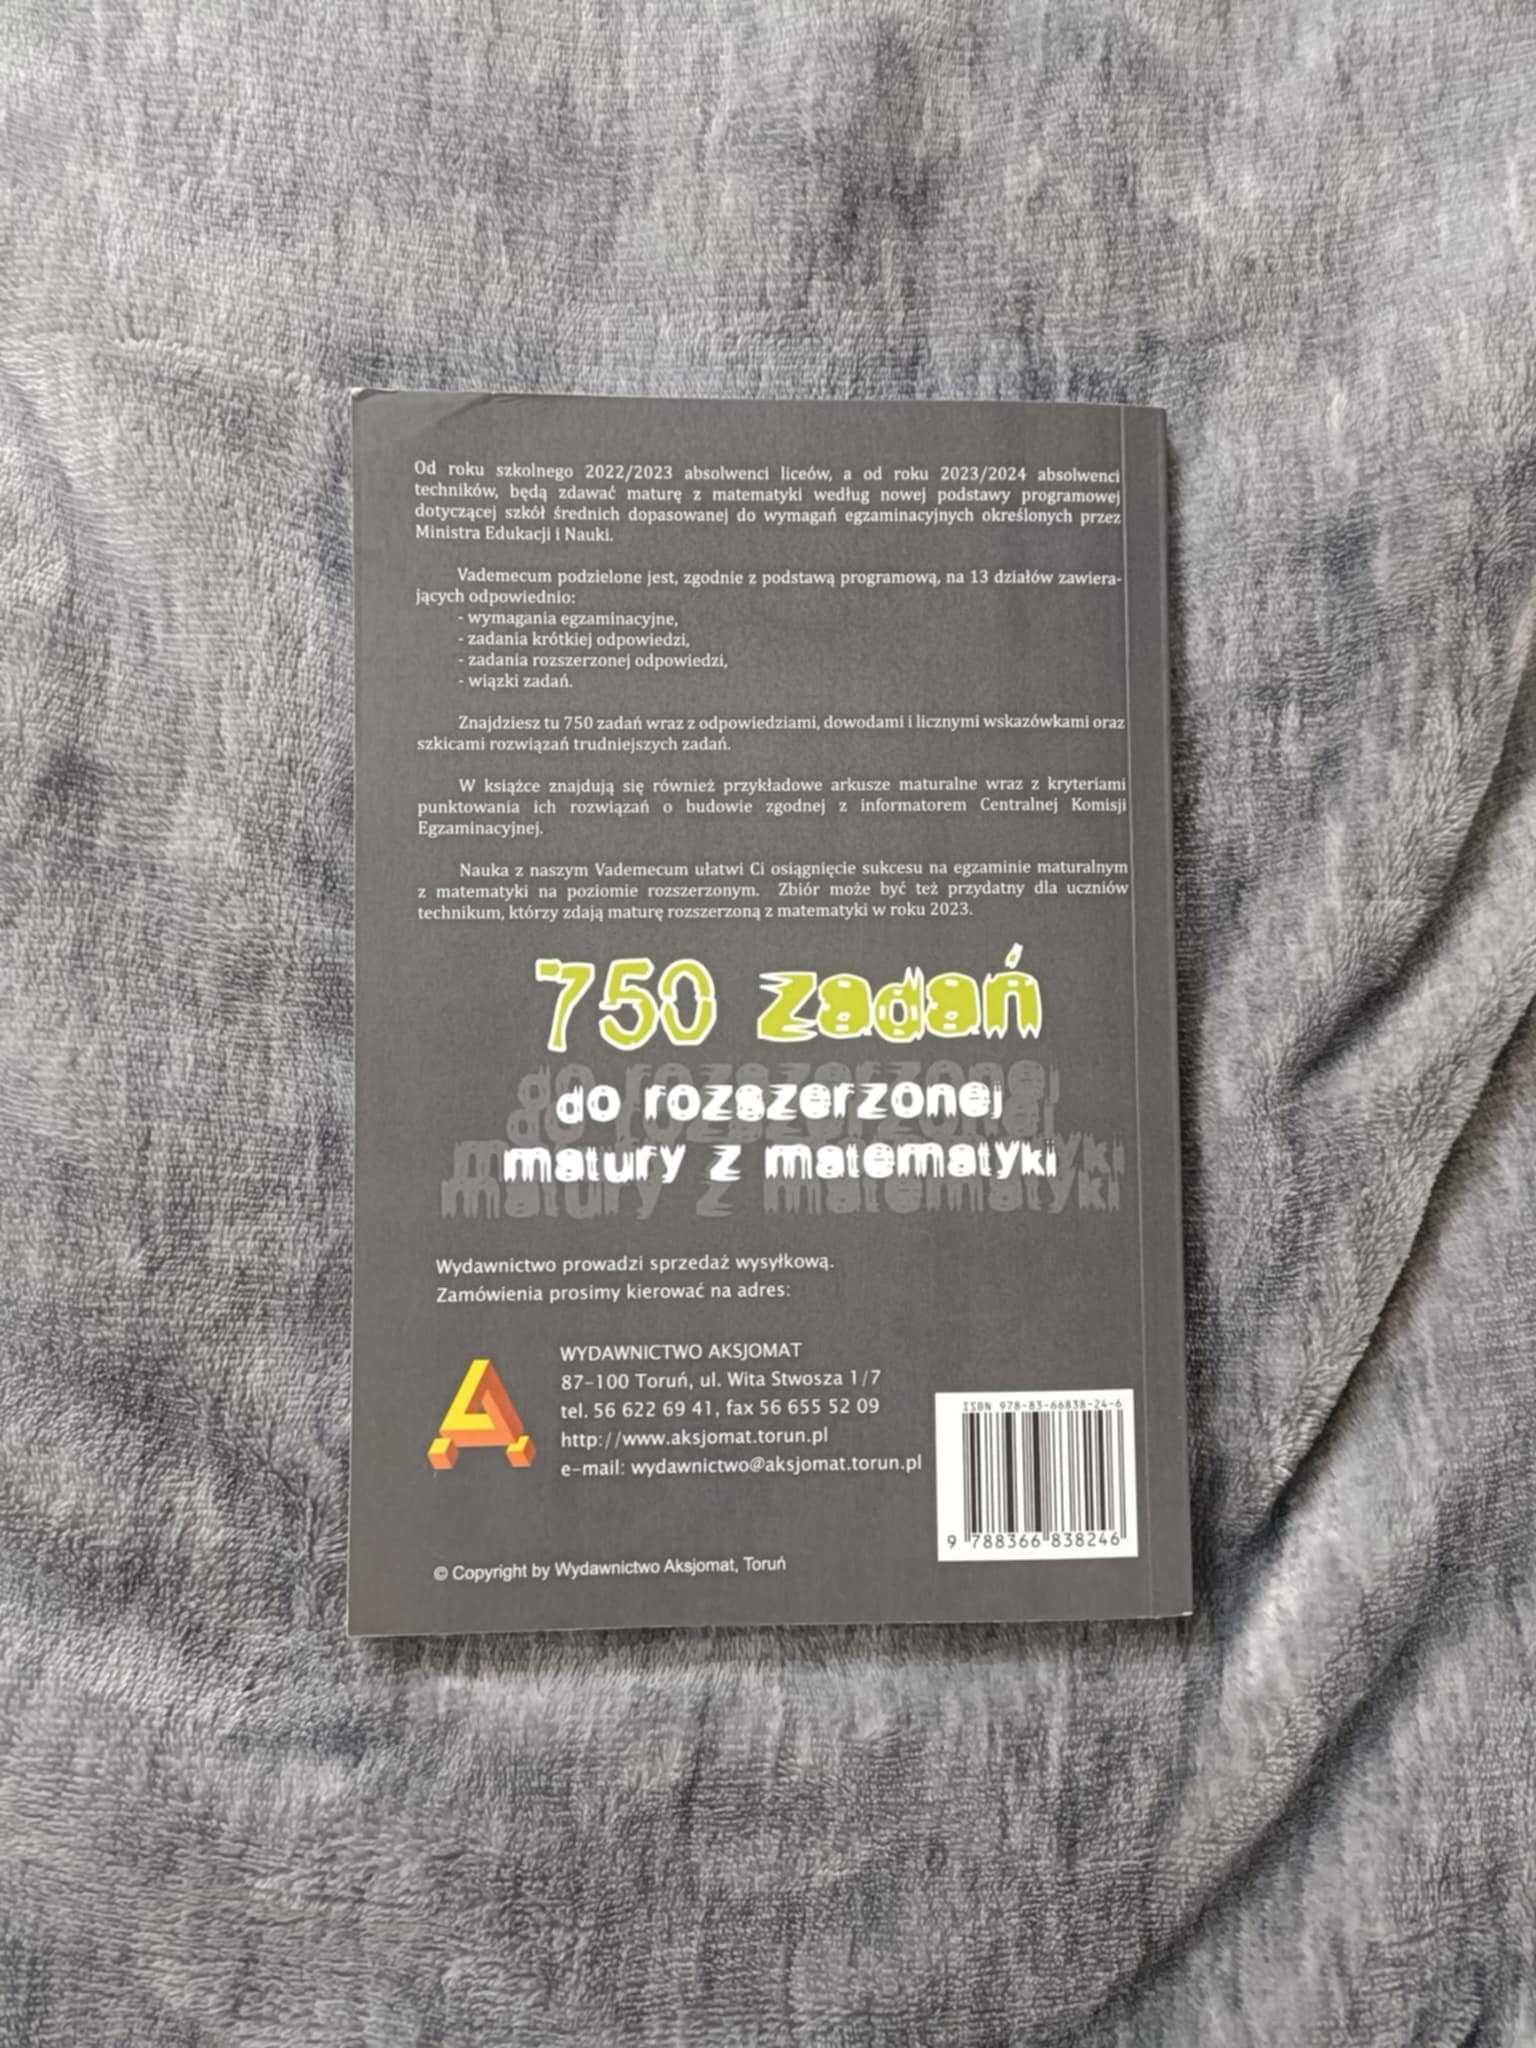 Od roku szkolnego 2022/2023 absolwenci liceów, a od roku 2023/2024 absolwenci
techników, będą zdawać maturę z matematyki według nowej podstawy programowej
dotyczącej szkół średnich dopasowanej do wymagań egzaminacyjnych określonych przez
Ministra Edukacji i Nauki.
Vademecum podzielone jest, zgodnie z podstawą programową, na 13 działów zawiera-
jących odpowiednio:
- wymagania egzaminacyjne,
- zadania krótkiej odpowiedzi,
- zadania rozszerzonej odpowiedzi,
- wiązki zadań.
Znajdziesz tu 750 zadań wraz z odpowiedziami, dowodami i licznymi wskazówkami oraz
szkicami rozwiązań trudniejszych zadań.
W książce znajdują się również przykładowe arkusze maturalne wraz z kryteriami
punktowania ich rozwiązań o budowie zgodnej z informatorem Centralnej Komisji
Egzaminacyjnej.
Nauka z naszym Vademecum ułatwi Ci osiągnięcie sukcesu na egzaminie maturalnym
z matematyki na poziomie rozszerzonym. Zbiór może być też przydatny dla uczniów
technikum, którzy zdają maturę rozszerzoną z matematyki w roku 2023.
750 zadań
do rozszerzonej
matury z matematyki
Wydawnictwo prowadzi sprzedaż wysyłkową.
Zamówienia prosimy kierować na adres:
WYDAWNICTWO AKSJOMAT
87-100 Toruń, ul. Wita Stwosza 1/7
tel. 56 622 69 41, fax 56 655 52 09
http://www.aksjomat.torun.pl
e-mail: wydawnictwo@aksjomat.torun.pl
ISBN 978-83-66838-24-6
9 788366 838246
© Copyright by Wydawnictwo Aksjomat, Toruń